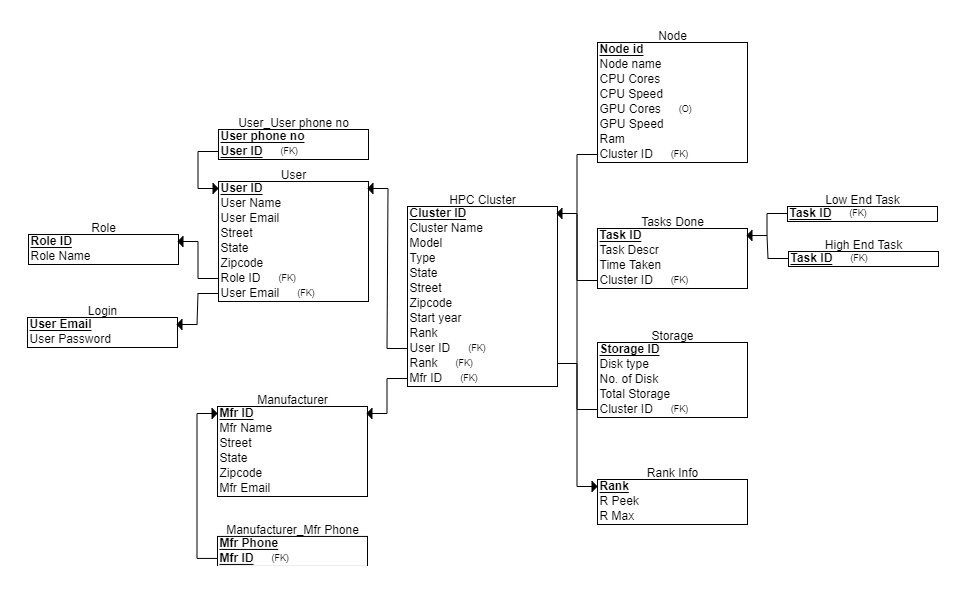 User_User phone no
User phone no
User ID (FK)
User
User ID
User Name
User Email
Street
State
Zipcode
Role ID (FK)
User Email (FK)
Role
Role ID
Role Name
Login
User Email
User Password
Manufacturer
Mfr ID
Mfr Name
Street
State
Zipcode
Mfr Email
Manufacturer_Mfr Phone
Mfr Phone
Mfr ID (FK)
HPC Cluster
Cluster ID
Cluster Name
Model
Type
State
Street
Zipcode
Start year
Rank
User ID (FK)
Rank (FK)
Mfr ID (FK)
Node
Node id
Node name
CPU Cores
CPU Speed
GPU Cores (O)
GPU Speed
Ram
Cluster ID (FK)
Tasks Done
Task ID
Task Descr
Time Taken
Cluster ID (FK)
Low End Task
Task ID (FK)
High End Task
Task ID (FK)
Storage
Storage ID
Disk type
No. of Disk
Total Storage
Cluster ID (FK)
Rank Info
Rank
R Peek
R Max